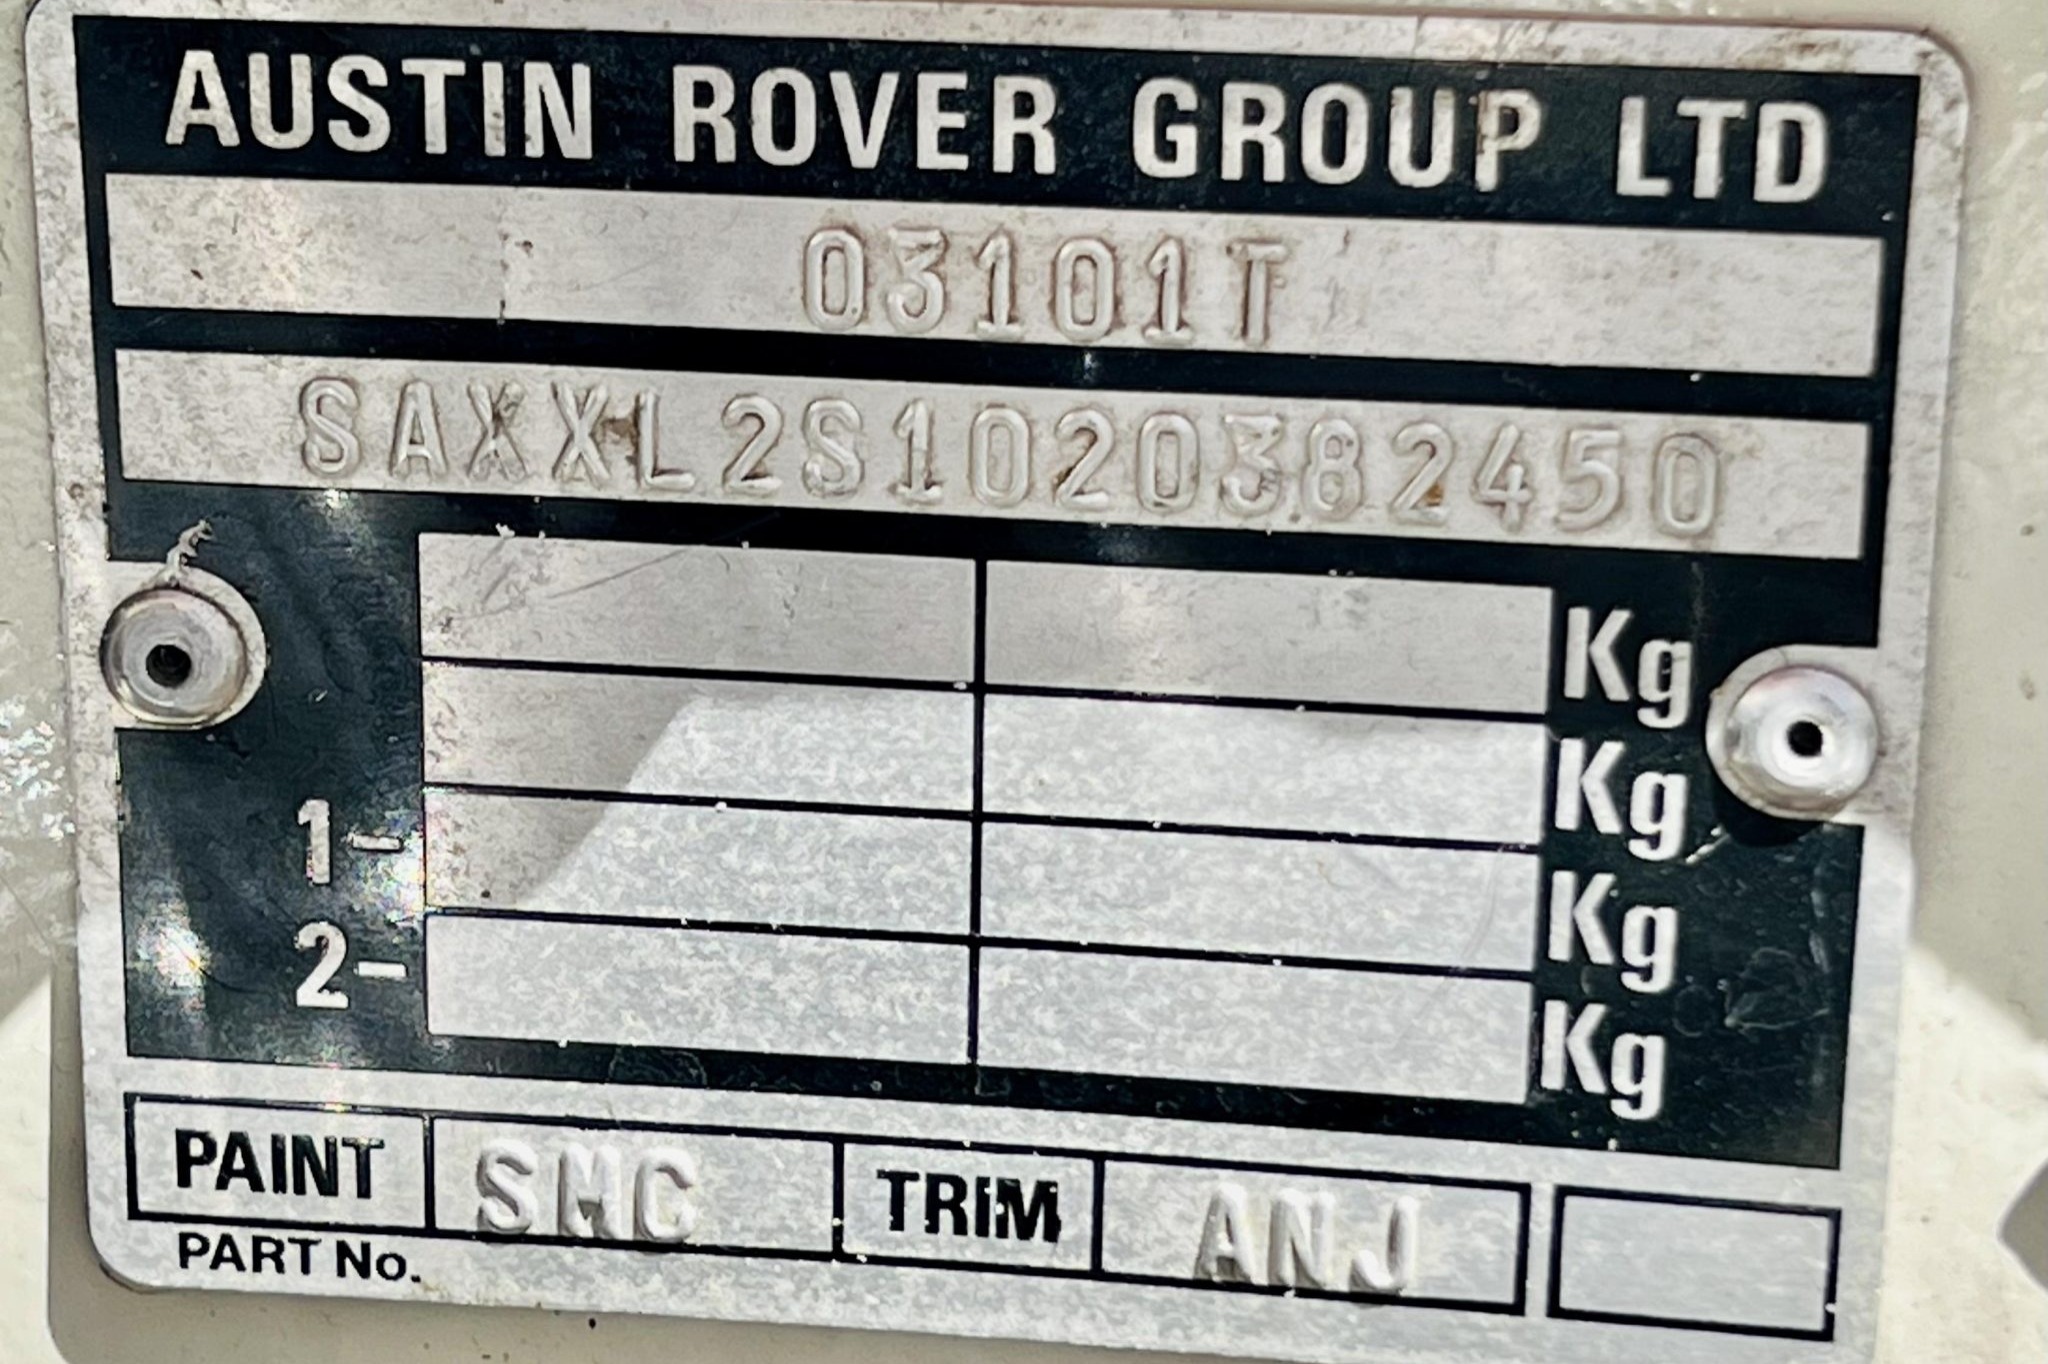 AUSTIN ROVER GROUP LTD
03101T
SAXXL2S1020382450
Kg
Kg
1- Kg
2- Kg
PAINT SMC TRIM ANJ
PART No.